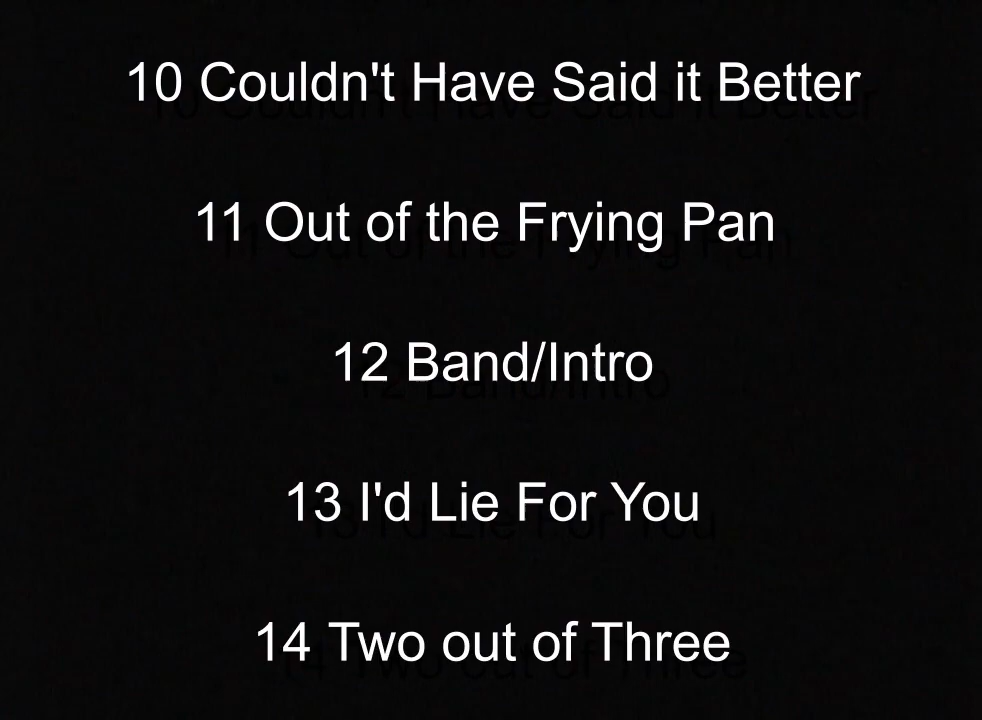 10 Couldn't Have Said it Better
11 Out of the Frying Pan
12 Band/Intro
13 I'd Lie For You
14 Two out of Three